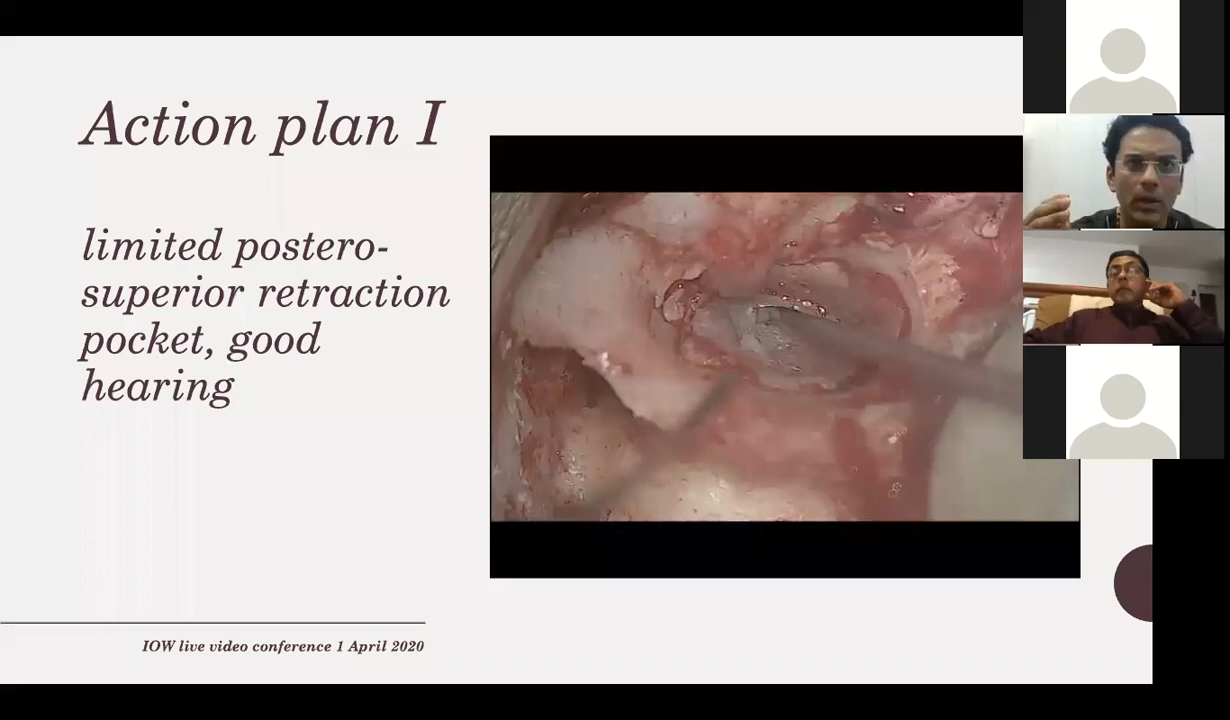 Action plan I
limited postero-
superior retraction
pocket, good
hearing
IOW live video conference 1 April 2020